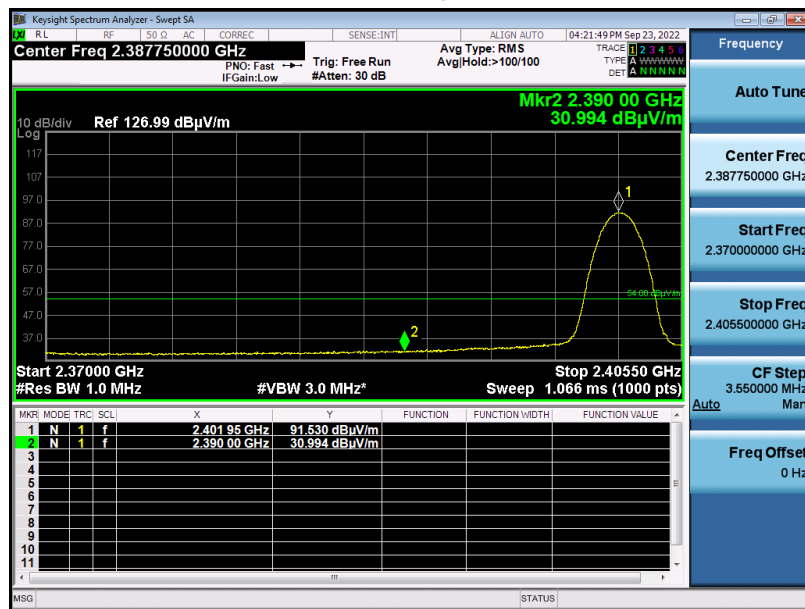 Keysight Spectrum Analyzer - Swept SA
LXI RL RF 50 Ω AC CORREC SENSE:INT ALIGN AUTO 04:21:49 PM Sep 23, 2022
Center Freq 2.387750000 GHz
PNO: Fast
IFGain:Low
Trig: Free Run
#Atten: 30 dB
Avg Type: RMS
Avg|Hold:>100/100
TRACE 1 2 3 4 5 6
TYPE A WWWWW
DET A N N N N N
Mkr2 2.390 00 GHz
30.994 dBµV/m
10 dB/div Ref 126.99 dBµV/m
Log
117
107
97.0
87.0
77.0
67.0
57.0
47.0
37.0
1
54.00 dBµV/m
2
Start 2.37000 GHz Stop 2.40550 GHz
#Res BW 1.0 MHz #VBW 3.0 MHz* Sweep 1.066 ms (1000 pts)
MKR MODE TRC SCL X Y FUNCTION FUNCTION WIDTH FUNCTION VALUE
1 N 1 f 2.401 95 GHz 91.530 dBµV/m
2 N 1 f 2.390 00 GHz 30.994 dBµV/m
3
4
5
6
7
8
9
10
11
MSG STATUS
Frequency
Auto Tune
Center Freq
2.387750000 GHz
Start Freq
2.370000000 GHz
Stop Freq
2.405500000 GHz
CF Step
3.550000 MHz
Auto Man
Freq Offset
0 Hz